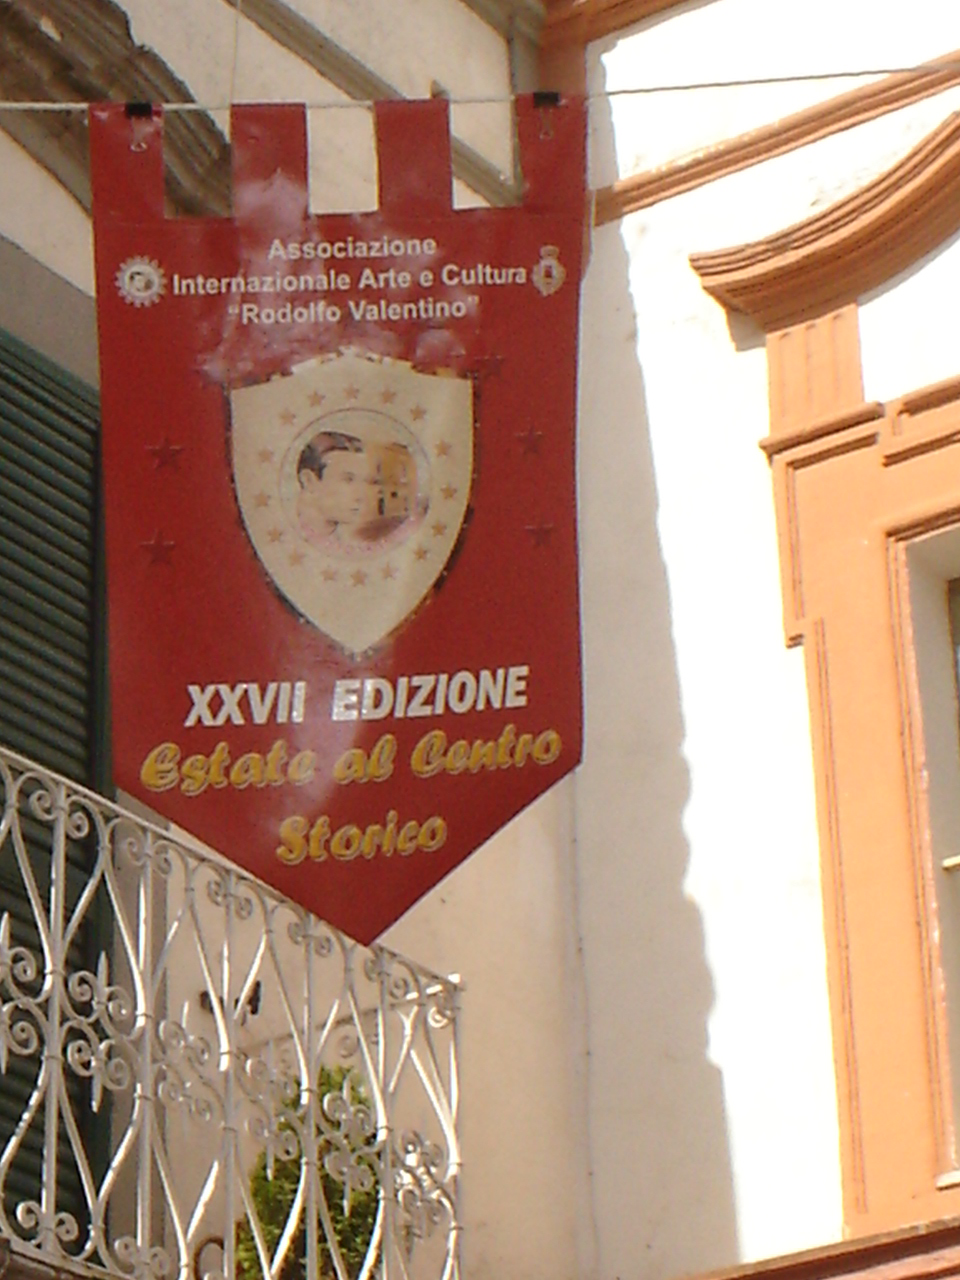 Associazione
Internazionale Arte e Cultura
“Rodolfo Valentino”
XXVII EDIZIONE
Estate al Centro
Storico